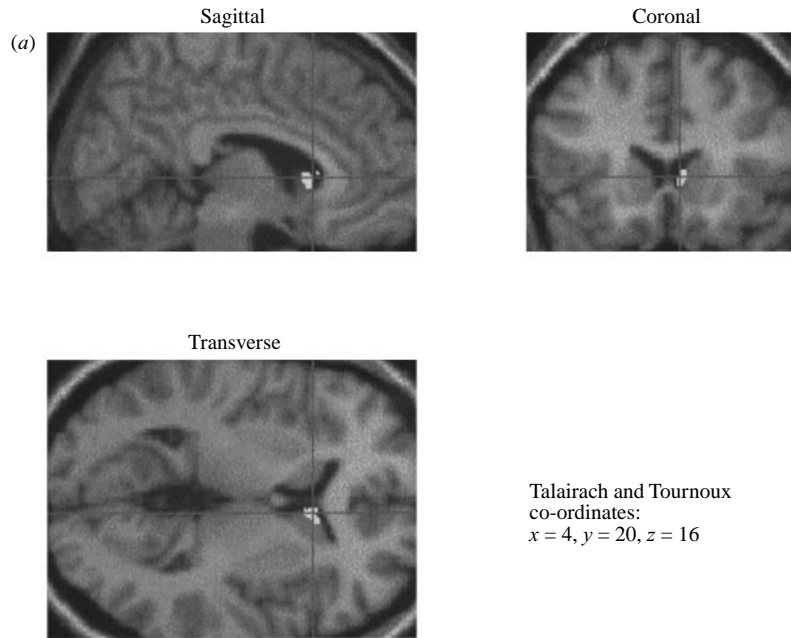 Sagittal
Coronal
(a)
Transverse
Talairach and Tournoux
co-ordinates:
x = 4, y = 20, z = 16